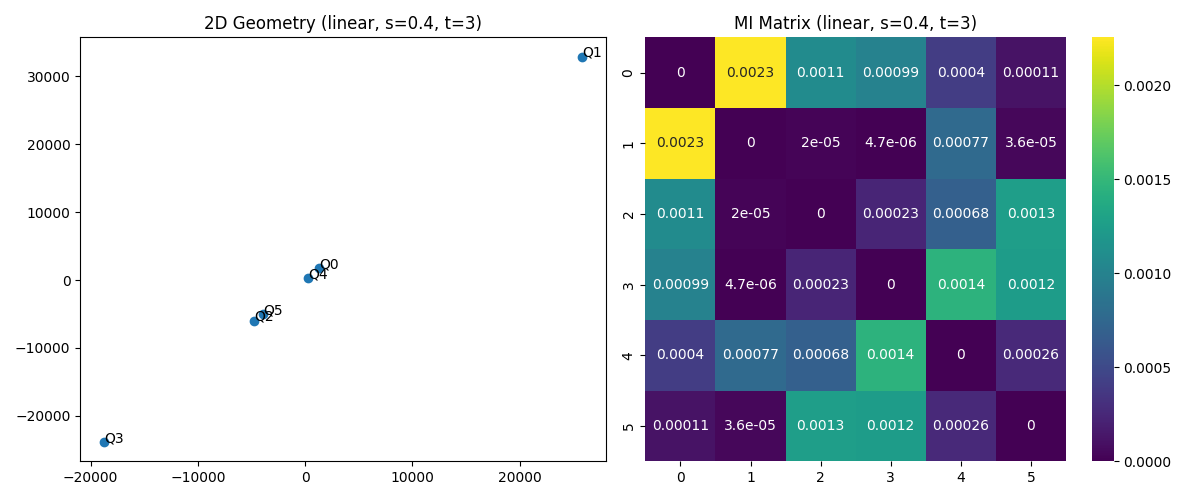 2D Geometry (linear, s=0.4, t=3)
30000
20000
10000
0
−10000
−20000
−20000 −10000 0 10000 20000
Q1
Q0
Q4
Q5
Q2
Q3
MI Matrix (linear, s=0.4, t=3)
0 0 0.0023 0.0011 0.00099 0.0004 0.00011
1 0.0023 0 2e-05 4.7e-06 0.00077 3.6e-05
2 0.0011 2e-05 0 0.00023 0.00068 0.0013
3 0.00099 4.7e-06 0.00023 0 0.0014 0.0012
4 0.0004 0.00077 0.00068 0.0014 0 0.00026
5 0.00011 3.6e-05 0.0013 0.0012 0.00026 0
0 1 2 3 4 5
0.0020
0.0015
0.0010
0.0005
0.0000